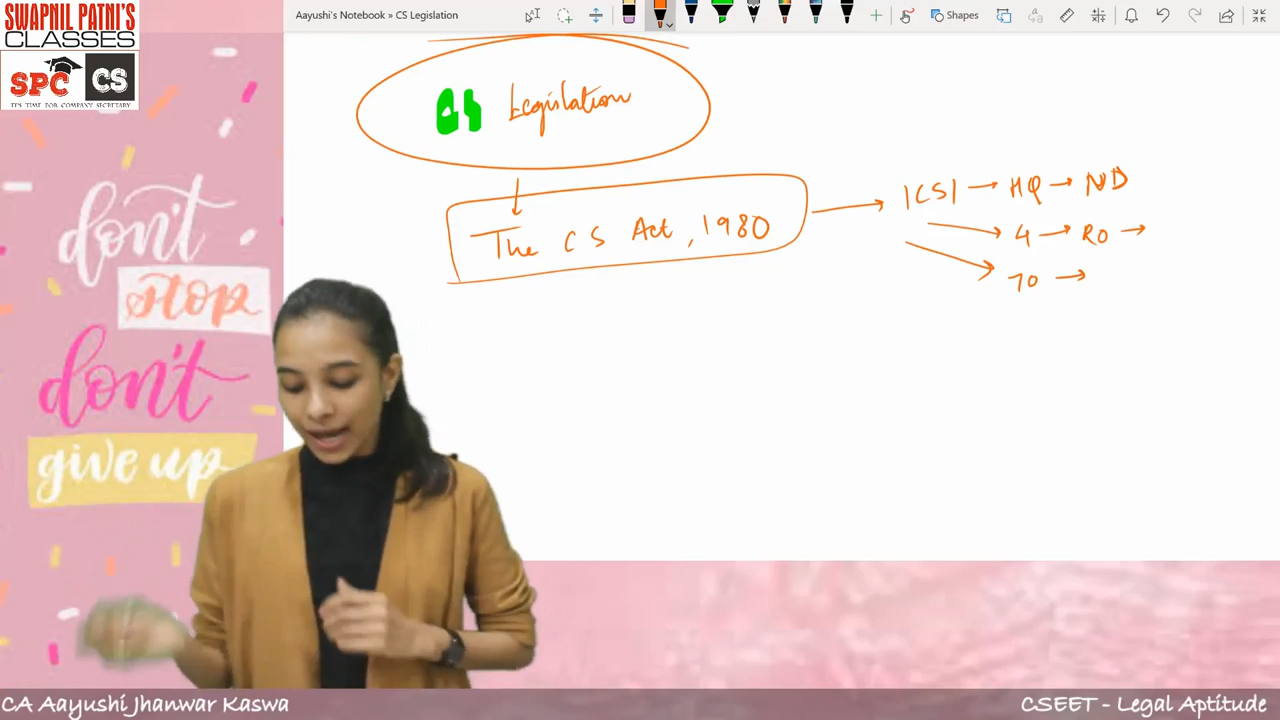 SWAPNIL PATNI'S
CLASSES
SPC CS
IT'S TIME FOR COMPANY SECRETARY
Aayushi's Notebook » CS Legislation
Shapes
Legislation
The CS Act, 1980
ICSI → HQ → ND
4 → RO →
70 →
don't
stop
don't
give up
CA Aayushi Jhanwar Kaswa
CSEET - Legal Aptitude